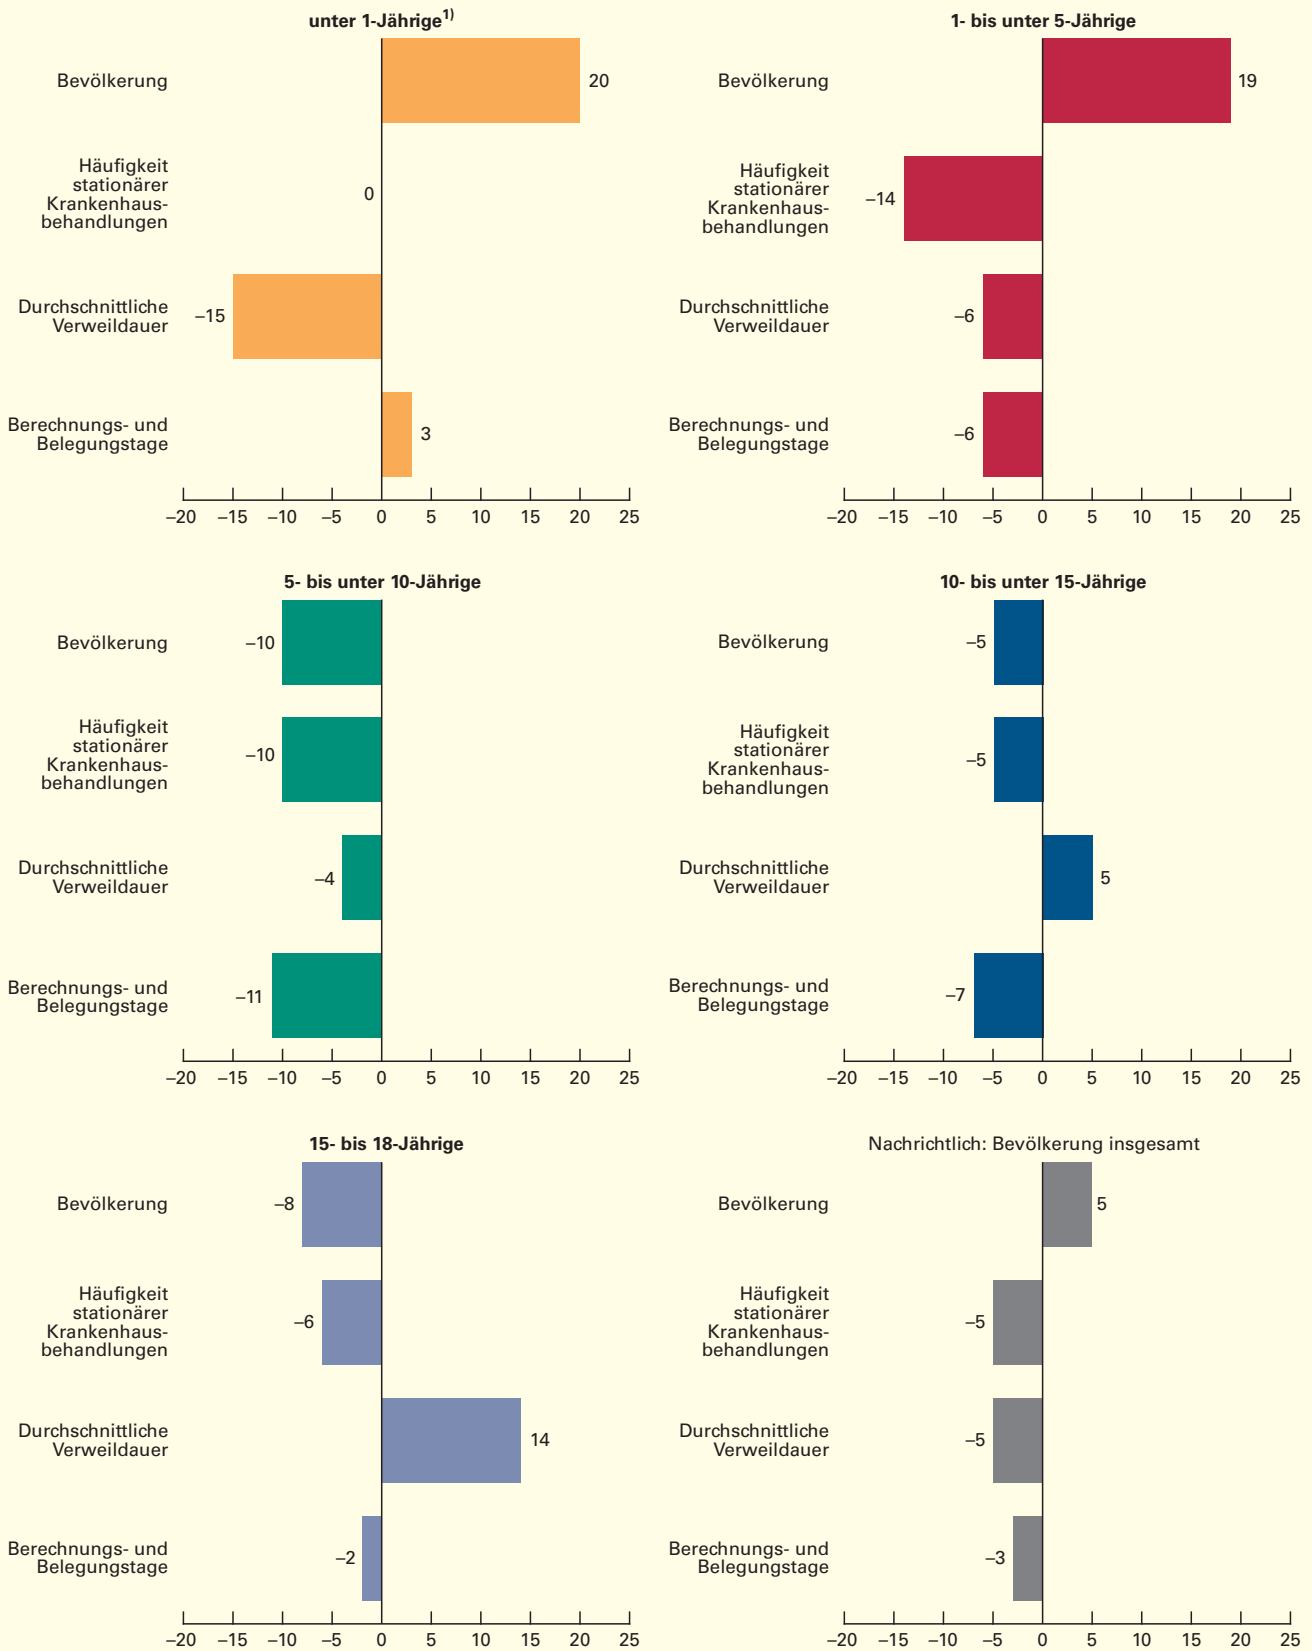 unter 1-Jährige1)
Bevölkerung
20
Häufigkeit
stationärer
Krankenhaus-
behandlungen
0
Durchschnittliche
Verweildauer
–15
Berechnungs- und
Belegungstage
3
–20 –15 –10 –5 0 5 10 15 20 25
1- bis unter 5-Jährige
Bevölkerung
19
Häufigkeit
stationärer
Krankenhaus-
behandlungen
–14
Durchschnittliche
Verweildauer
–6
Berechnungs- und
Belegungstage
–6
–20 –15 –10 –5 0 5 10 15 20 25
5- bis unter 10-Jährige
Bevölkerung
–10
Häufigkeit
stationärer
Krankenhaus-
behandlungen
–10
Durchschnittliche
Verweildauer
–4
Berechnungs- und
Belegungstage
–11
–20 –15 –10 –5 0 5 10 15 20 25
10- bis unter 15-Jährige
Bevölkerung
–5
Häufigkeit
stationärer
Krankenhaus-
behandlungen
–5
Durchschnittliche
Verweildauer
5
Berechnungs- und
Belegungstage
–7
–20 –15 –10 –5 0 5 10 15 20 25
15- bis 18-Jährige
Bevölkerung
–8
Häufigkeit
stationärer
Krankenhaus-
behandlungen
–6
Durchschnittliche
Verweildauer
14
Berechnungs- und
Belegungstage
–2
–20 –15 –10 –5 0 5 10 15 20 25
Nachrichtlich: Bevölkerung insgesamt
Bevölkerung
5
Häufigkeit
stationärer
Krankenhaus-
behandlungen
–5
Durchschnittliche
Verweildauer
–5
Berechnungs- und
Belegungstage
–3
–20 –15 –10 –5 0 5 10 15 20 25